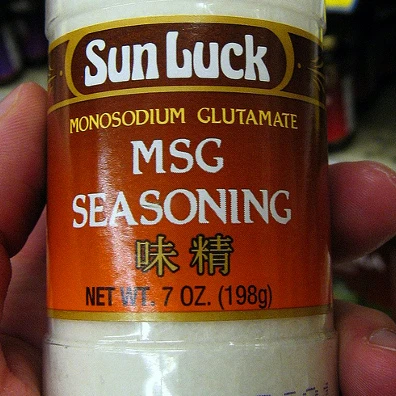 Sun Luck
MONOSODIUM GLUTAMATE
MSG
SEASONING
味精
NET WT. 7 OZ. (198g)